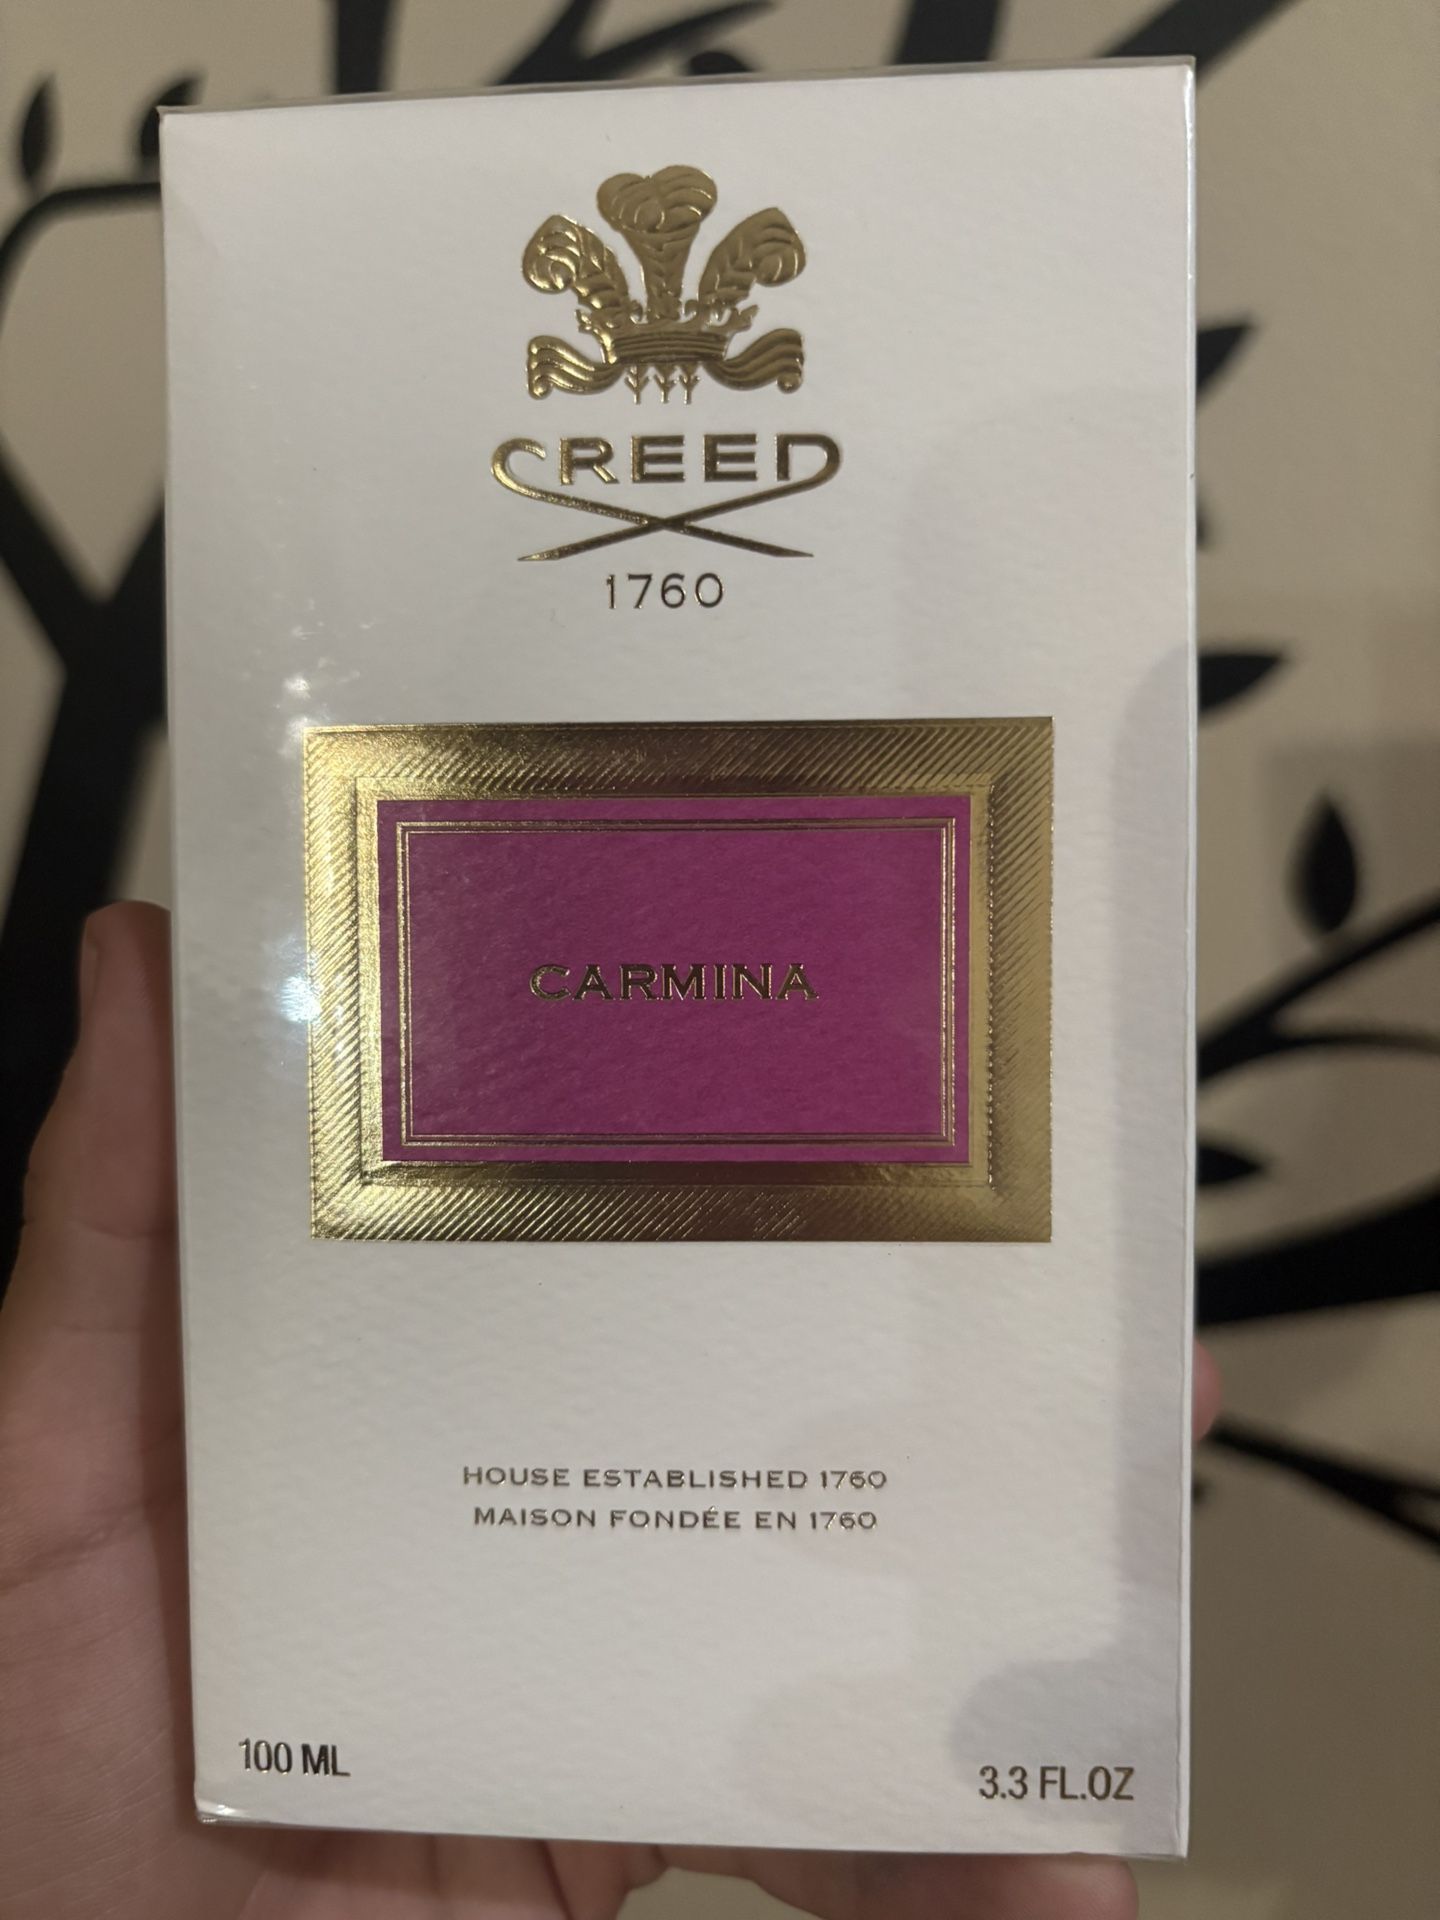 CREED
1760
CARMINA
HOUSE ESTABLISHED 1760
MAISON FONDÉE EN 1760
100 ML
3.3 FL.OZ